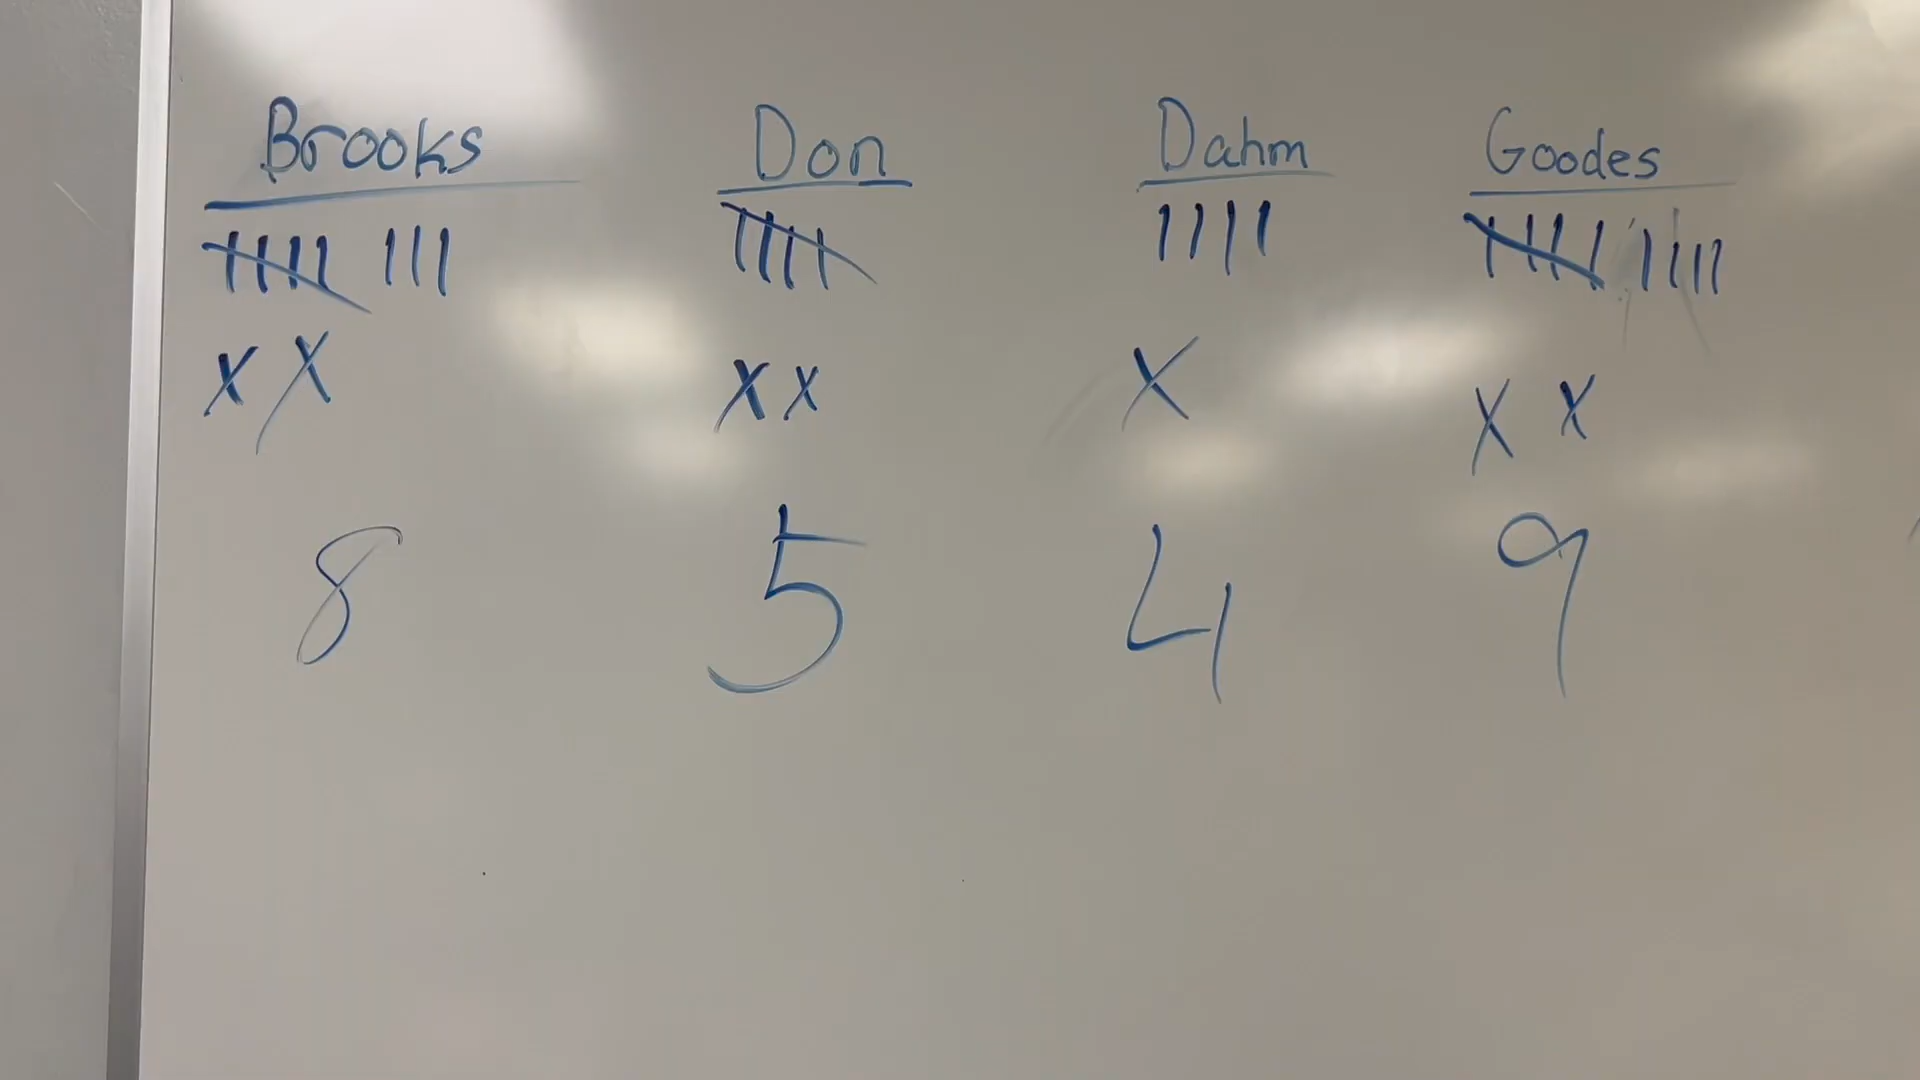 Brooks Don Dahm Goodes
X X X X X X X
8 5 4 9